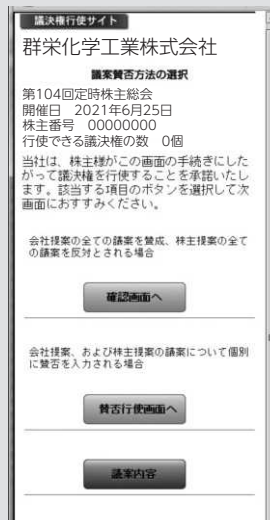 議決権行使サイト
群栄化学工業株式会社
議案賛否方法の選択
第104回定時株主総会
開催日　2021年6月25日
株主番号　00000000
行使できる議決権の数　0個
当社は、株主様がこの画面の手続きにした
がって議決権を行使することを承諾いたし
ます。該当する項目のボタンを選択して次
画面におすすみください。
会社提案の全ての議案を賛成、株主提案の全て
の議案を反対とされる場合
確認画面へ
会社提案、および株主提案の議案について個別
に賛否を入力される場合
賛否行使画面へ
議案内容